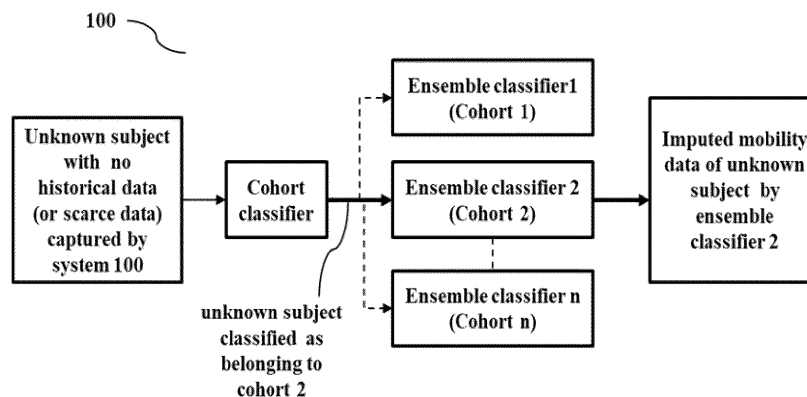 100
Unknown subject
with no
historical data
(or scarce data)
captured by
system 100
Cohort
classifier
unknown subject
classified as
belonging to
cohort 2
Ensemble classifier1
(Cohort 1)
Ensemble classifier 2
(Cohort 2)
Ensemble classifier n
(Cohort n)
Imputed mobility
data of unknown
subject by
ensemble
classifier 2